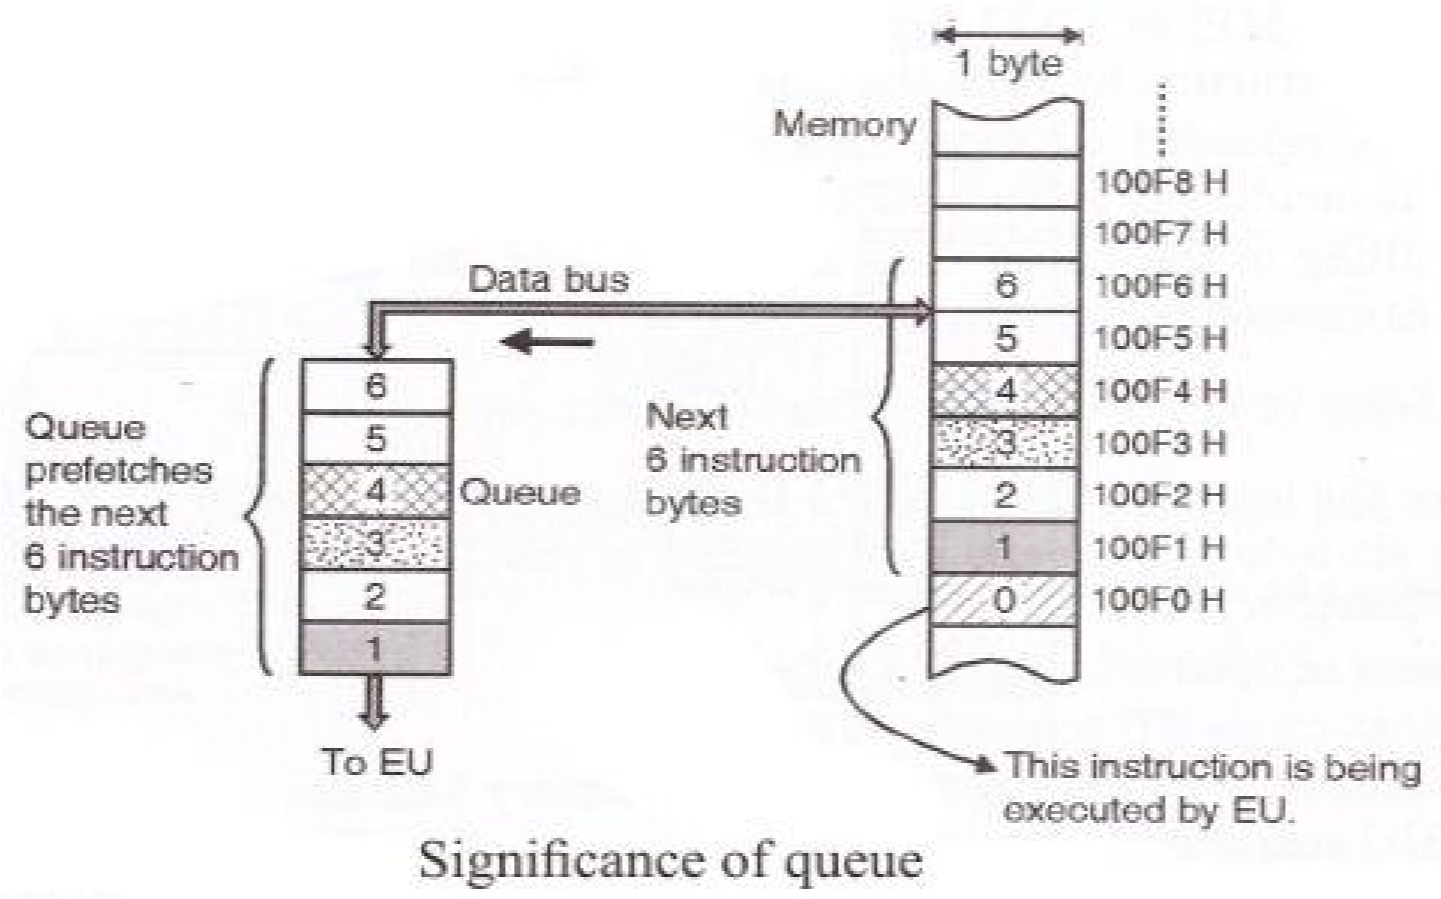 1 byte
Memory
100F8 H
100F7 H
6
100F6 H
5
100F5 H
4
100F4 H
3
100F3 H
2
100F2 H
1
100F1 H
0
100F0 H
Data bus
Next
6 instruction
bytes
Queue
prefetches
the next
6 instruction
bytes
6
5
4
3
2
1
Queue
To EU
This instruction is being
executed by EU.
Significance of queue